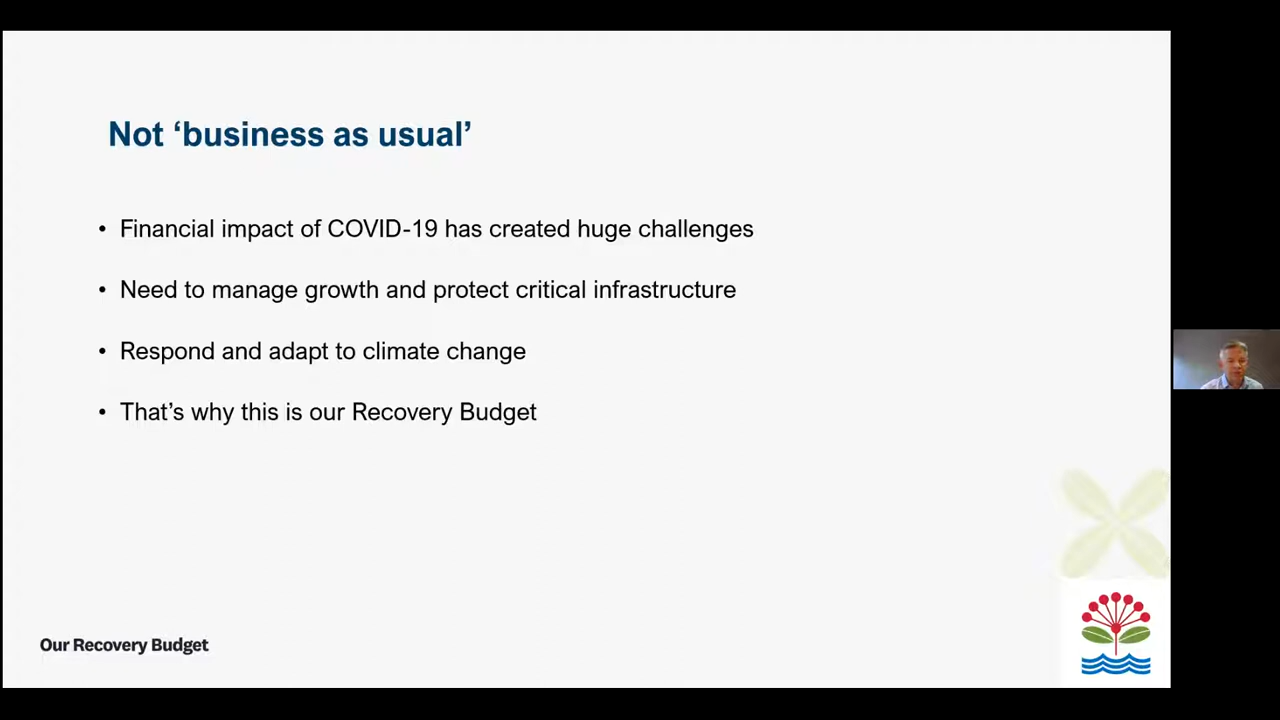 Not ‘business as usual’
• Financial impact of COVID-19 has created huge challenges
• Need to manage growth and protect critical infrastructure
• Respond and adapt to climate change
• That’s why this is our Recovery Budget
Our Recovery Budget